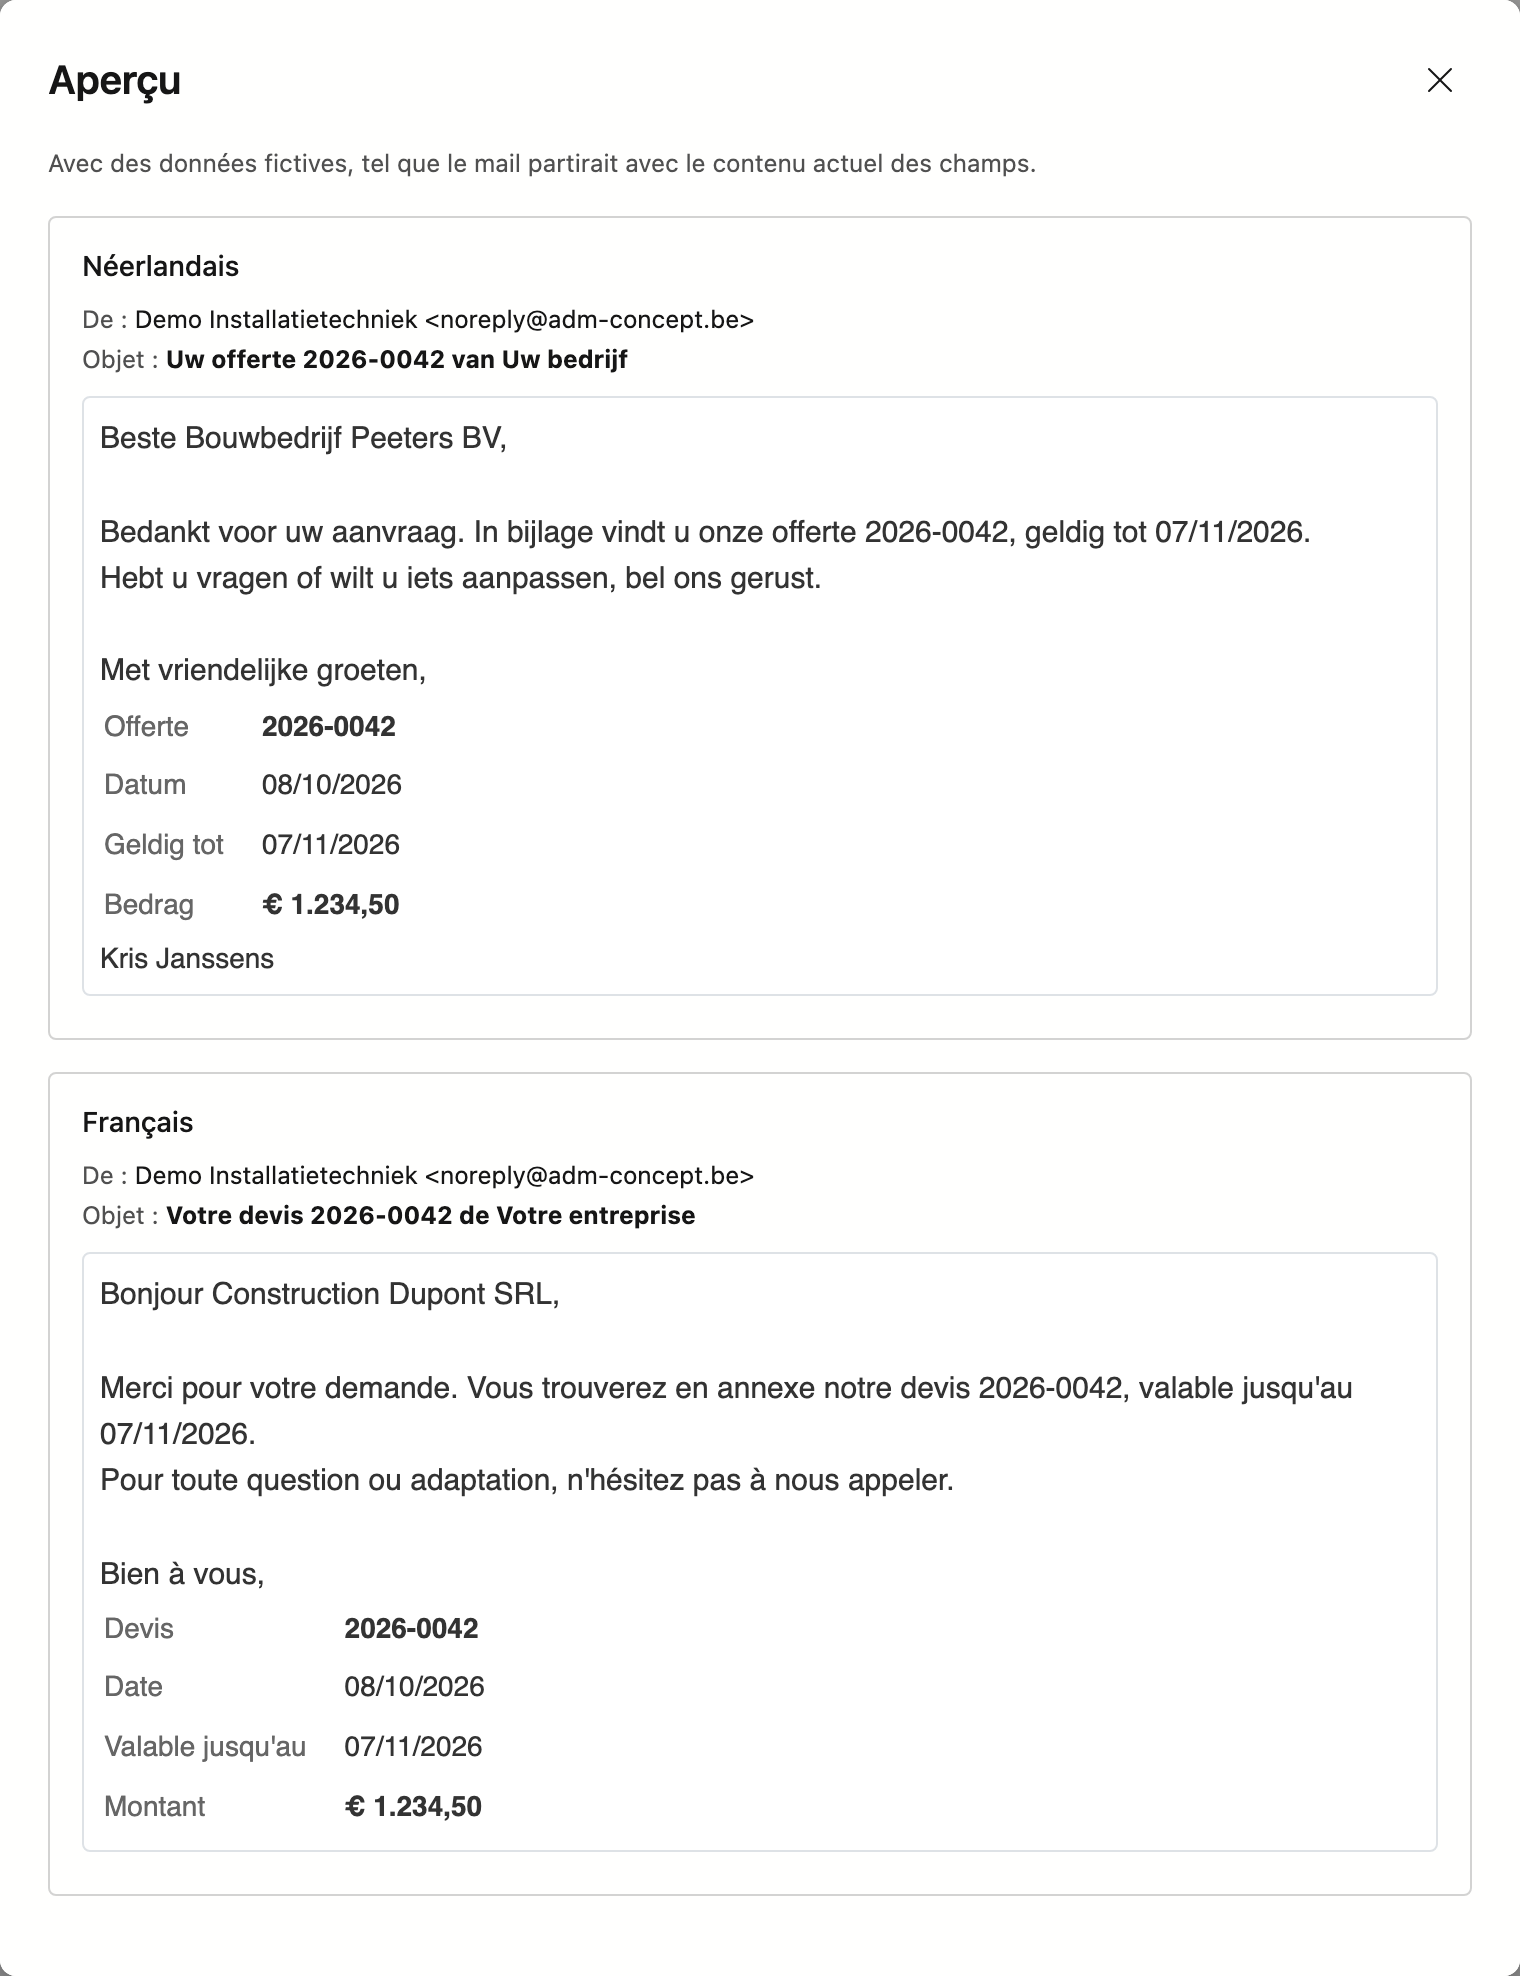 Aperçu
Avec des données fictives, tel que le mail partirait avec le contenu actuel des champs.
Néerlandais
De : Demo Installatietechniek <noreply@adm-concept.be>
Objet : Uw offerte 2026-0042 van Uw bedrijf
Beste Bouwbedrijf Peeters BV,
Bedankt voor uw aanvraag. In bijlage vindt u onze offerte 2026-0042, geldig tot 07/11/2026.
Hebt u vragen of wilt u iets aanpassen, bel ons gerust.
Met vriendelijke groeten,
Offerte 2026-0042
Datum 08/10/2026
Geldig tot 07/11/2026
Bedrag € 1.234,50
Kris Janssens
Français
De : Demo Installatietechniek <noreply@adm-concept.be>
Objet : Votre devis 2026-0042 de Votre entreprise
Bonjour Construction Dupont SRL,
Merci pour votre demande. Vous trouverez en annexe notre devis 2026-0042, valable jusqu'au
07/11/2026.
Pour toute question ou adaptation, n'hésitez pas à nous appeler.
Bien à vous,
Devis 2026-0042
Date 08/10/2026
Valable jusqu'au 07/11/2026
Montant € 1.234,50